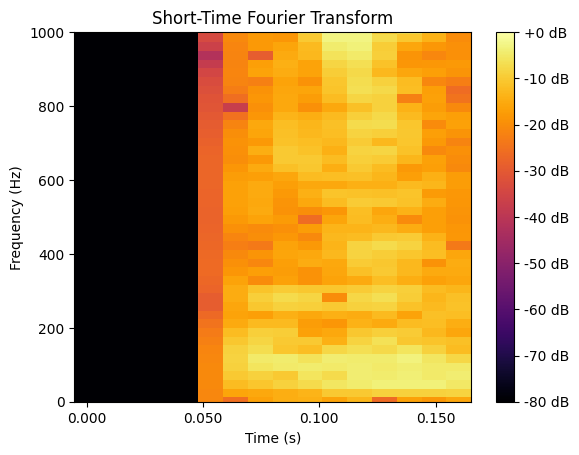 Short-Time Fourier Transform
1000
800
600
400
200
0
Frequency (Hz)
0.000
0.050
0.100
0.150
Time (s)
+0 dB
-10 dB
-20 dB
-30 dB
-40 dB
-50 dB
-60 dB
-70 dB
-80 dB